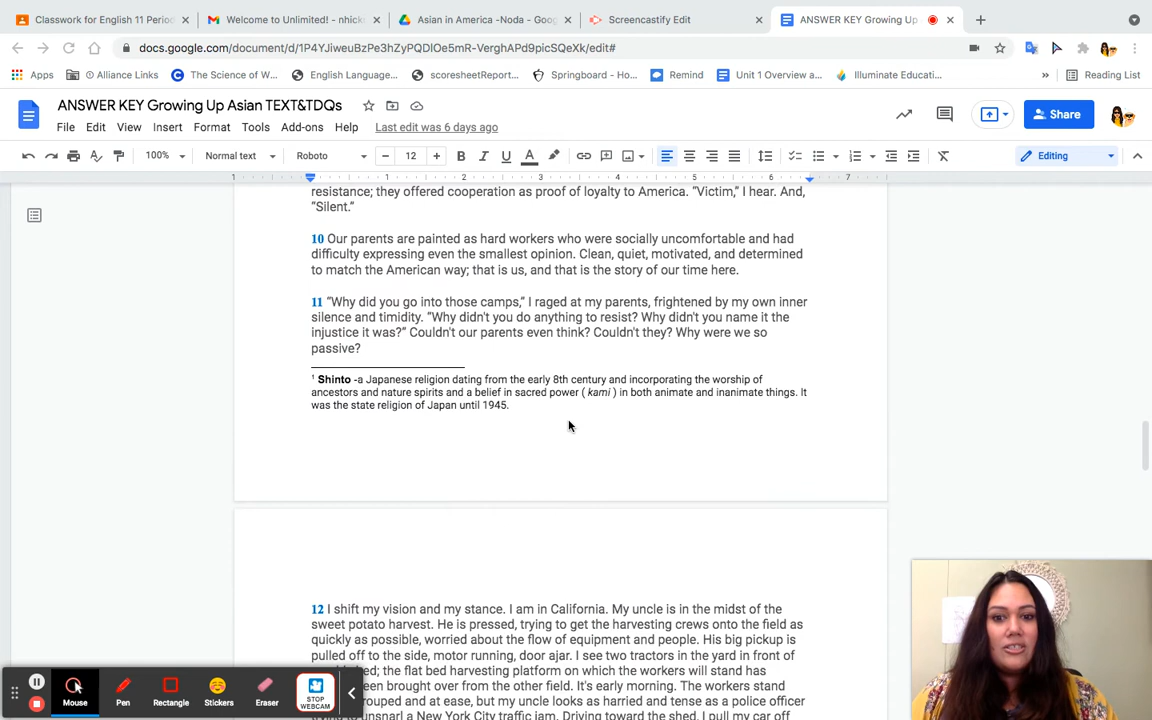 Classwork for English 11 Period
Welcome to Unlimited! - nhick
Asian in America -Noda - Goog
Screencastify Edit
ANSWER KEY Growing Up
docs.google.com/document/d/1P4YJiweuBzPe3hZyPQDIOe5mR-VerghAPd9picSQeXk/edit#
Apps
Alliance Links
The Science of W...
English Language...
scoresheetReport...
Springboard - Ho...
Remind
Unit 1 Overview a...
Illuminate Educati...
»
Reading List
ANSWER KEY Growing Up Asian TEXT&TDQs
File Edit View Insert Format Tools Add-ons Help Last edit was 6 days ago
Share
100% Normal text Roboto 12 B I U A Editing
1 1 2 3 4 5 6 7
resistance; they offered cooperation as proof of loyalty to America. “Victim,” I hear. And,
“Silent.”
10 Our parents are painted as hard workers who were socially uncomfortable and had
difficulty expressing even the smallest opinion. Clean, quiet, motivated, and determined
to match the American way; that is us, and that is the story of our time here.
11 “Why did you go into those camps,” I raged at my parents, frightened by my own inner
silence and timidity. “Why didn't you do anything to resist? Why didn't you name it the
injustice it was?” Couldn't our parents even think? Couldn't they? Why were we so
passive?
1 Shinto -a Japanese religion dating from the early 8th century and incorporating the worship of
ancestors and nature spirits and a belief in sacred power ( kami ) in both animate and inanimate things. It
was the state religion of Japan until 1945.
12 I shift my vision and my stance. I am in California. My uncle is in the midst of the
sweet potato harvest. He is pressed, trying to get the harvesting crews onto the field as
quickly as possible, worried about the flow of equipment and people. His big pickup is
pulled off to the side, motor running, door ajar. I see two tractors in the yard in front of
the flat bed harvesting platform on which the workers will stand has
brought over from the other field. It's early morning. The workers stand
and at ease, but my uncle looks as harried and tense as a police officer
unsnarl a New York City traffic jam. Driving toward the shed, I pull my car off
Mouse
Pen
Rectangle
Stickers
Eraser
STOP
WEBCAM